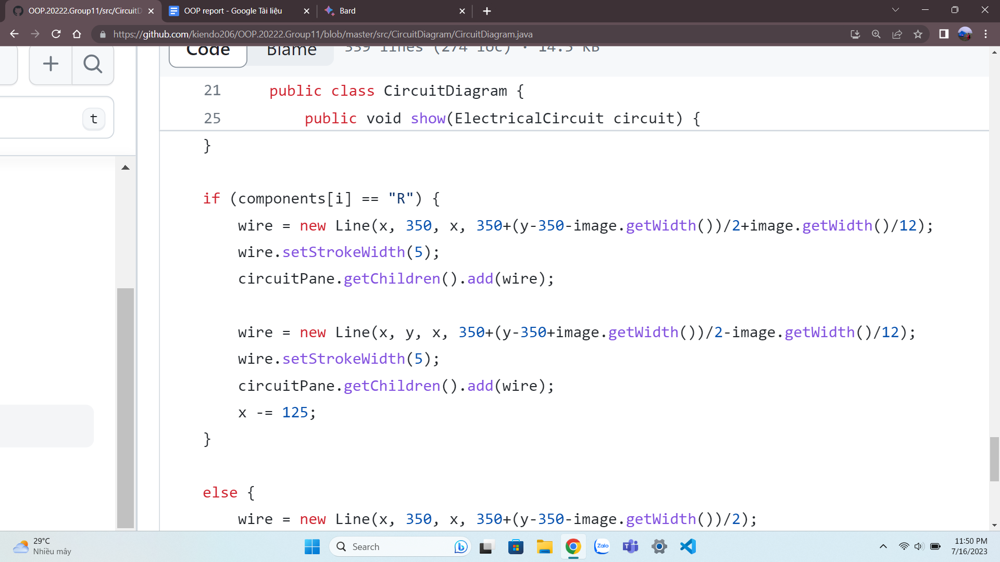 OOP.20222.Group11/src/CircuitD
OOP report - Google Tài liệu
Bard
https://github.com/kiendo206/OOP.20222.Group11/blob/master/src/CircuitDiagram/CircuitDiagram.java
Code Blame 339 lines (274 loc) · 14.5 KB
t
21 public class CircuitDiagram {
25 public void show(ElectricalCircuit circuit) {
}
if (components[i] == "R") {
wire = new Line(x, 350, x, 350+(y-350-image.getWidth())/2+image.getWidth()/12);
wire.setStrokeWidth(5);
circuitPane.getChildren().add(wire);
wire = new Line(x, y, x, 350+(y-350+image.getWidth())/2-image.getWidth()/12);
wire.setStrokeWidth(5);
circuitPane.getChildren().add(wire);
x -= 125;
}
else {
wire = new Line(x, 350, x, 350+(y-350-image.getWidth())/2);
29°C
Nhiều mây
Search
Zalo
11:50 PM
7/16/2023